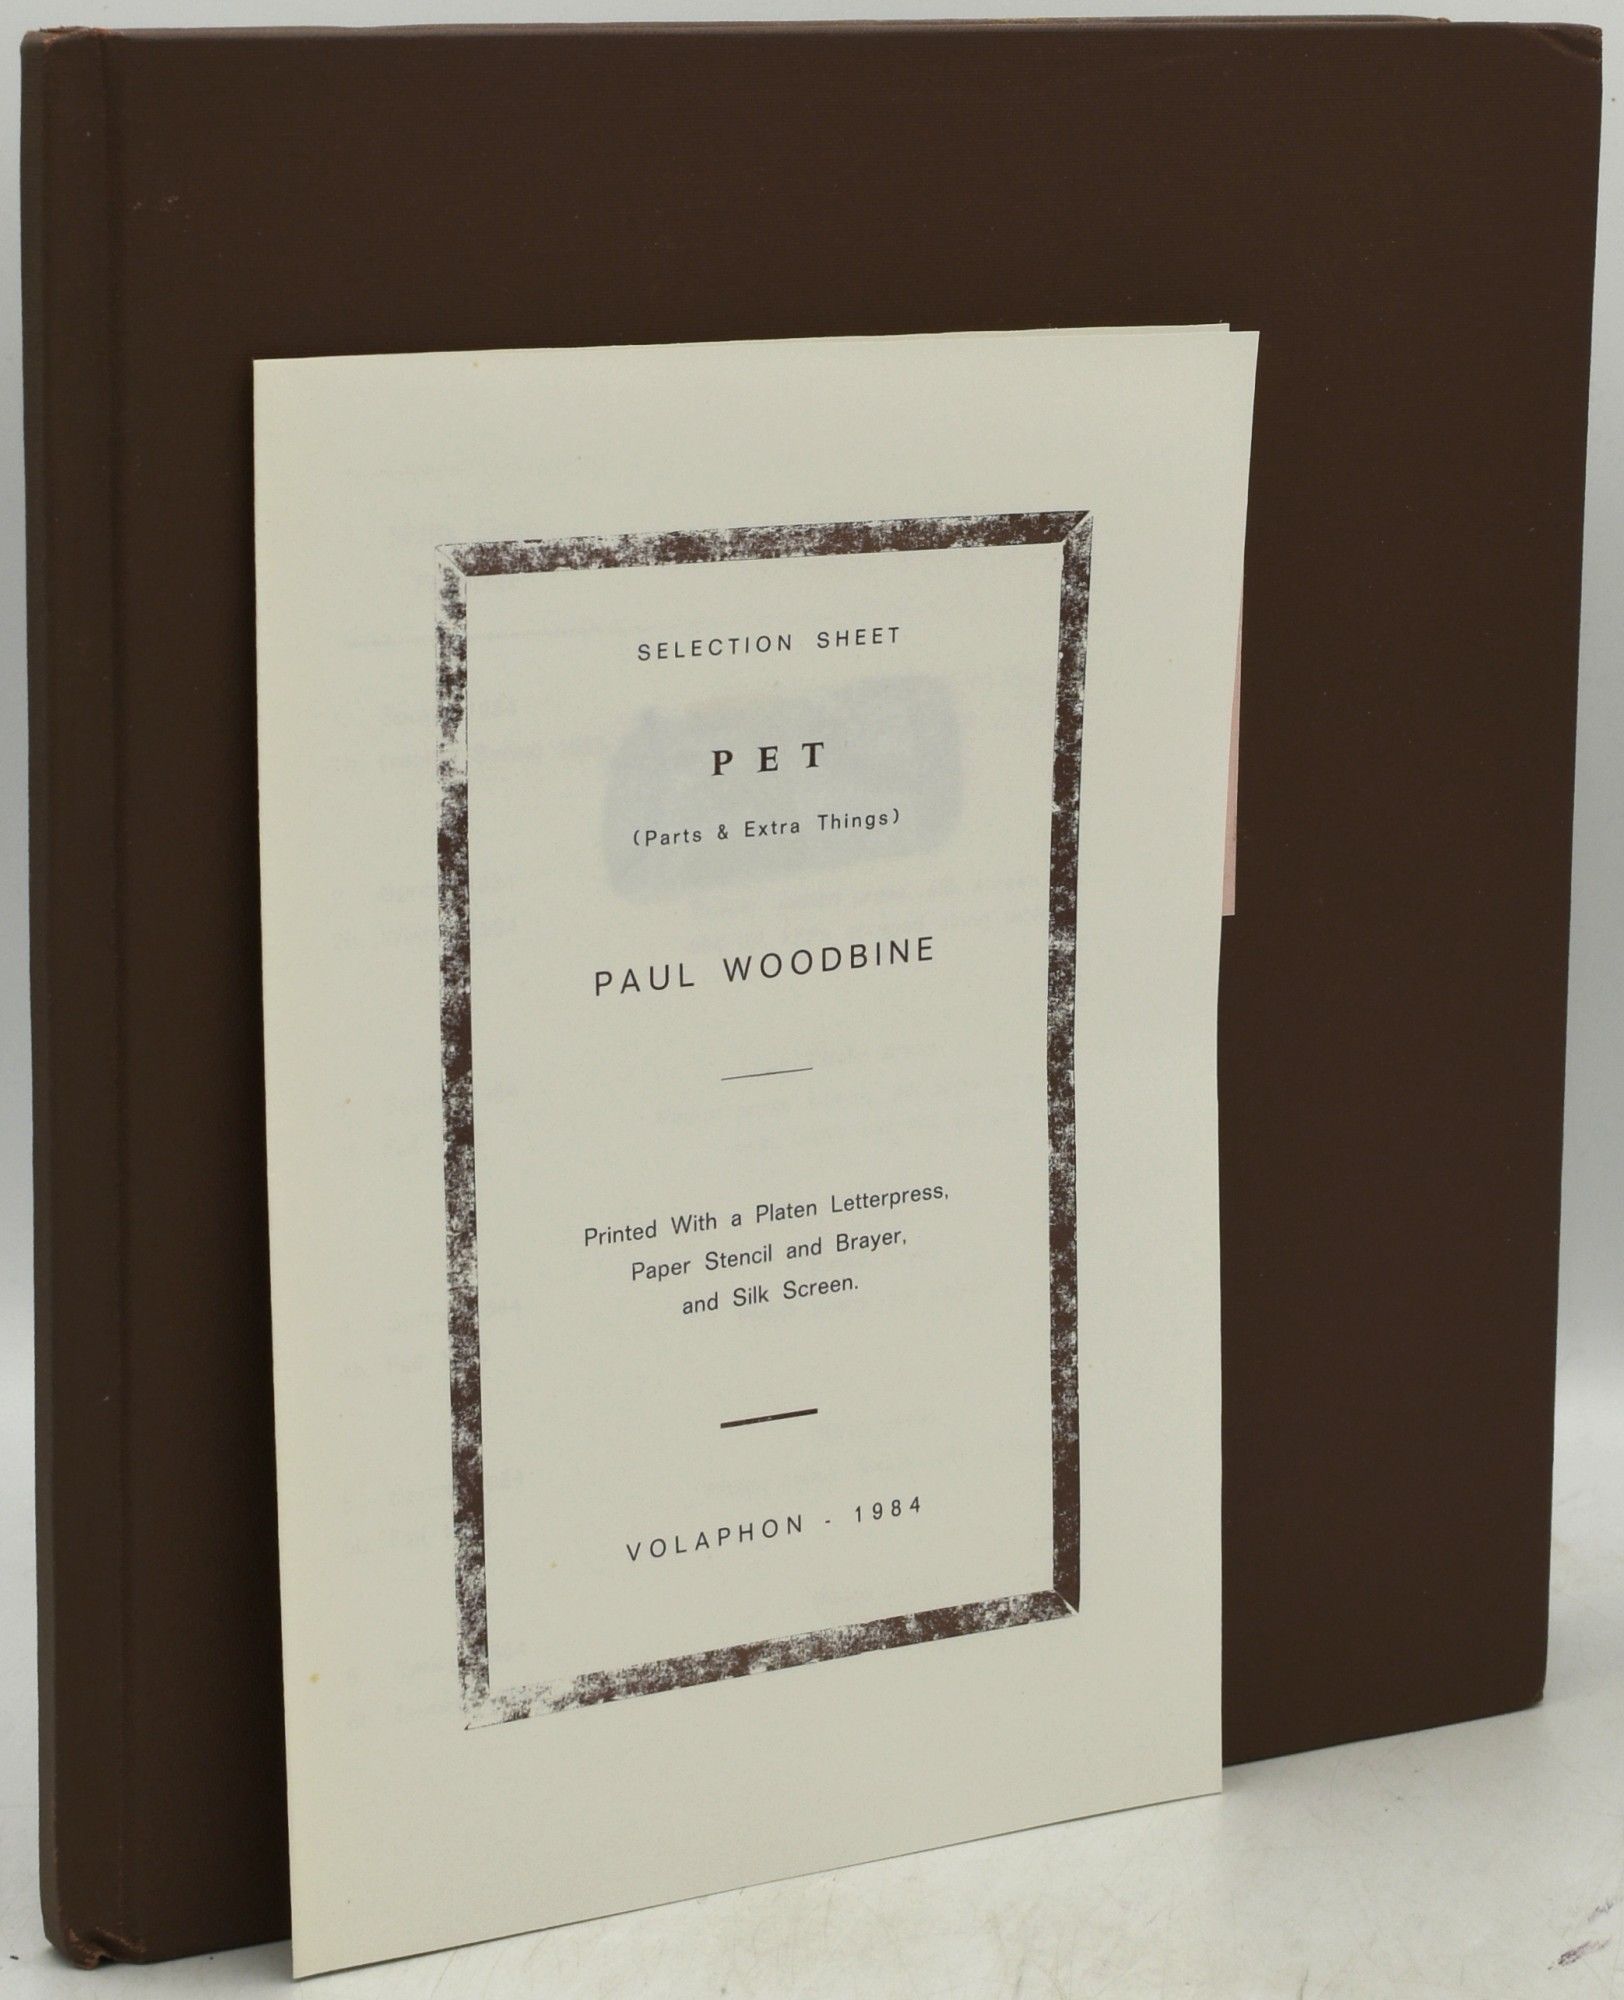 SELECTION SHEET
PET
(Parts & Extra Things)
PAUL WOODBINE
Printed With a Platen Letterpress,
Paper Stencil and Brayer,
and Silk Screen.
VOLAPHON - 1984